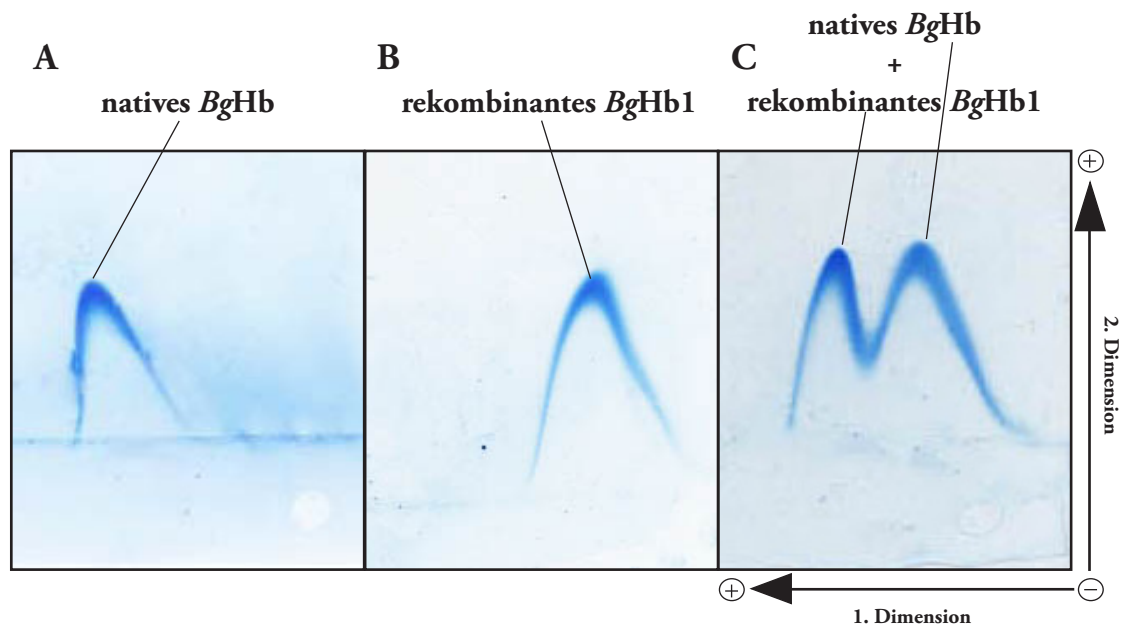 A
natives BgHb
B
rekombinantes BgHb1
C
natives BgHb
+
rekombinantes BgHb1
+
2. Dimension
+
−
1. Dimension